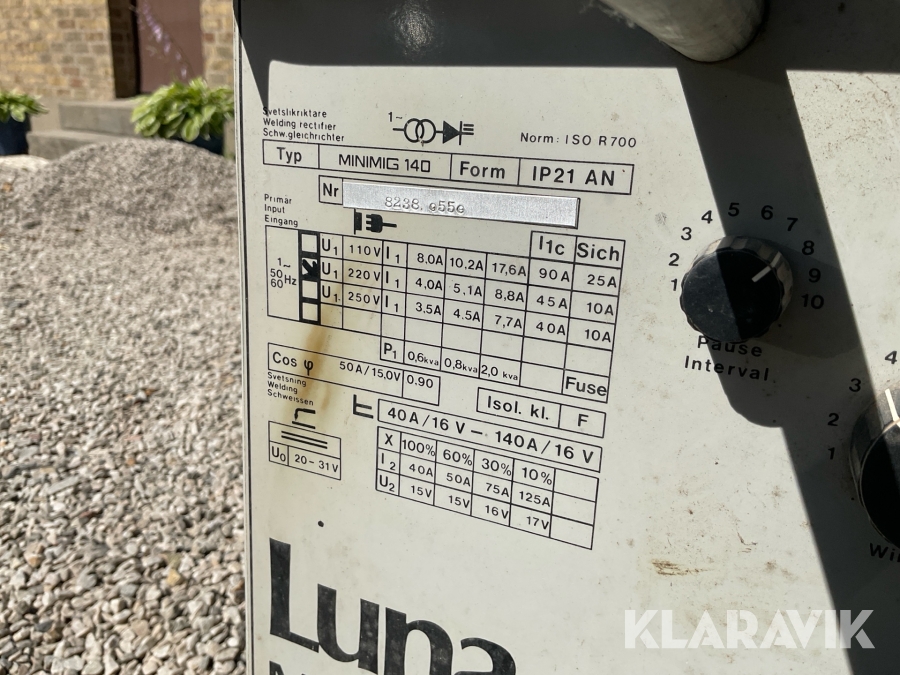 Svetslikriktare
Welding rectifier
Schw.gleichrichter
1~
Norm: ISO R700
Typ MINIMIG 140 Form IP21 AN
Nr 8238.
Primär
Input
Eingang
1~
50
60 Hz
I1c Sich
U1 110V I1 8.0A 10,2A 17,6A 90A 25A
U1 220V I1 4,0A 5,1A 8,8A 45A 10A
U1 250V I1 3.5A 4.5A 7,7A 40A 10A
P1 0,6kva 0,8kva 2,0 kva Fuse
Cos φ 50A/15,0V 0.90
Isol. kl. F
Svetsning
Welding
Schweissen
40A/16 V – 140A/16 V
U0 20-31V
X 100% 60% 30% 10%
I2 40A 50A 75A 125A
U2 15V 15V 16V 17V
Luna
1 2 3 4 5 6 7 8 9 10
Pause
Interval
1 2 3 4
KLARAVIK